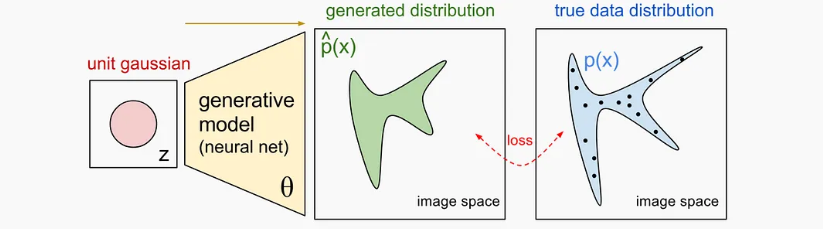 unit gaussian
z
generative
model
(neural net)
θ
generated distribution
p̂(x)
image space
loss
true data distribution
p(x)
image space